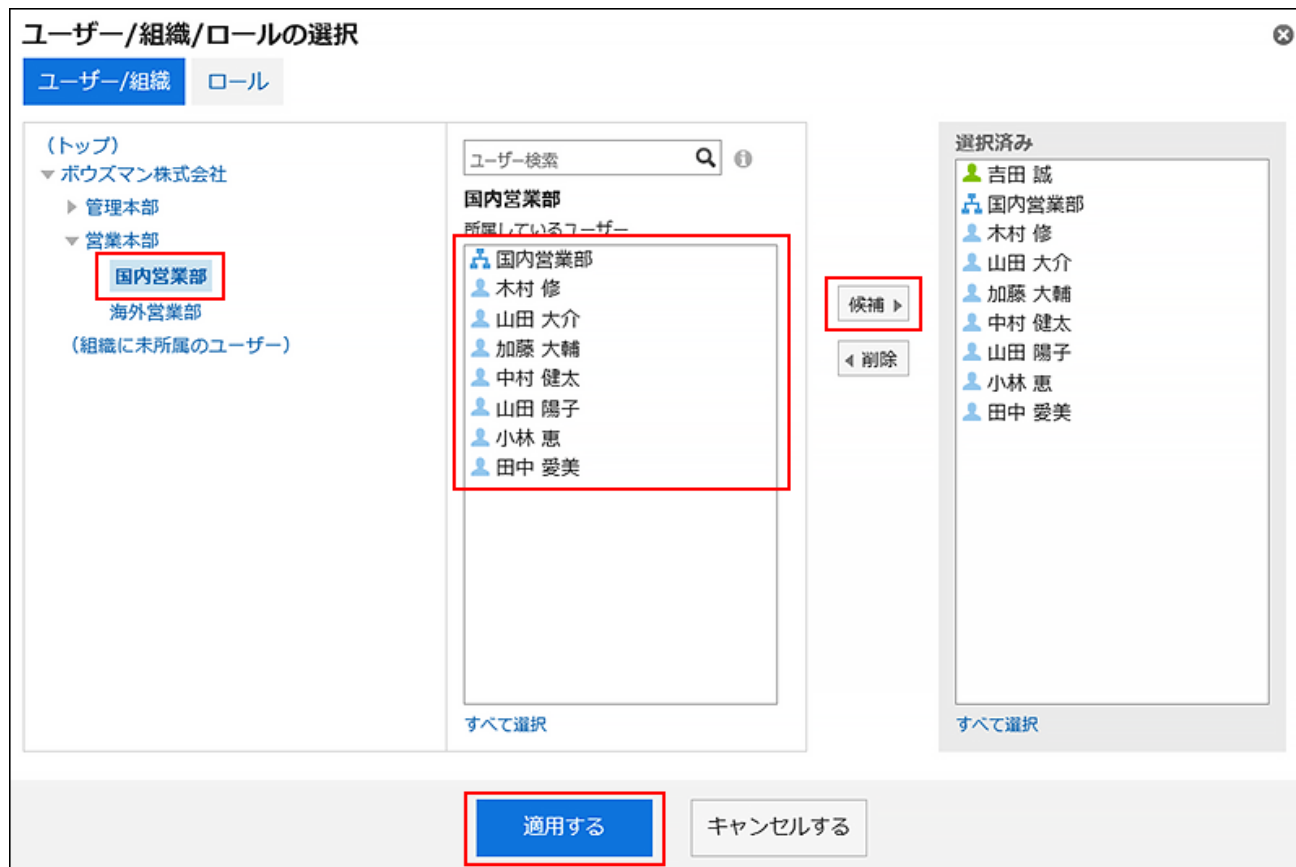 ユーザー/組織/ロールの選択
ユーザー/組織
ロール
(トップ)
ボウズマン株式会社
管理本部
営業本部
国内営業部
海外営業部
(組織に未所属のユーザー)
ユーザー検索
国内営業部
所属しているユーザー
国内営業部
木村 修
山田 大介
加藤 大輔
中村 健太
山田 陽子
小林 恵
田中 愛美
すべて選択
候補
削除
選択済み
吉田 誠
国内営業部
木村 修
山田 大介
加藤 大輔
中村 健太
山田 陽子
小林 恵
田中 愛美
すべて選択
適用する
キャンセルする